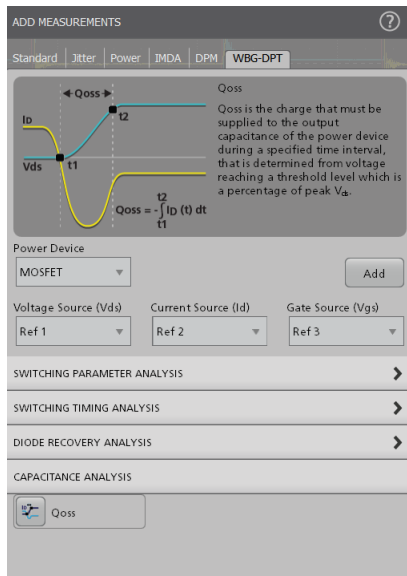 ADD MEASUREMENTS
?
Standard Jitter Power IMDA DPM WBG-DPT
Qoss
Qoss is the charge that must be
supplied to the output
capacitance of the power device
during a specified time interval,
that is determined from voltage
reaching a threshold level which is
a percentage of peak Vds.
Qoss
ID
t2
Vds
t1
t2
Qoss = - ∫ ID (t) dt
t1
Power Device
MOSFET
Add
Voltage Source (Vds) Current Source (Id) Gate Source (Vgs)
Ref 1 Ref 2 Ref 3
SWITCHING PARAMETER ANALYSIS
SWITCHING TIMING ANALYSIS
DIODE RECOVERY ANALYSIS
CAPACITANCE ANALYSIS
Qoss